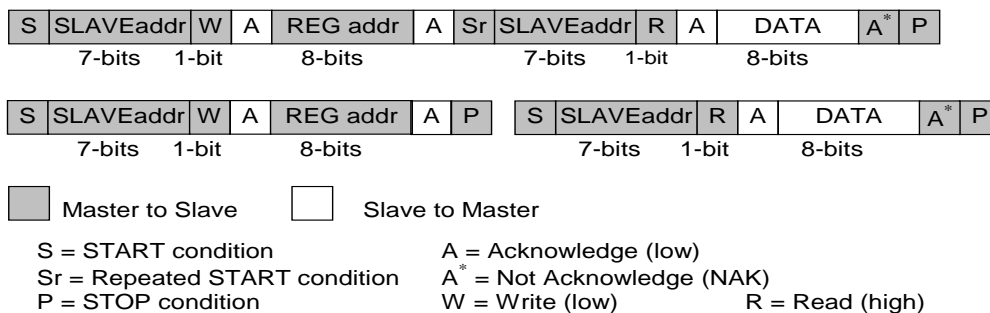 S SLAVEaddr W A REG addr A Sr SLAVEaddr R A DATA A* P
7-bits 1-bit 8-bits 7-bits 1-bit 8-bits
S SLAVEaddr W A REG addr A P S SLAVEaddr R A DATA A* P
7-bits 1-bit 8-bits 7-bits 1-bit 8-bits
Master to Slave Slave to Master
S = START condition A = Acknowledge (low)
Sr = Repeated START condition A* = Not Acknowledge (NAK)
P = STOP condition W = Write (low) R = Read (high)